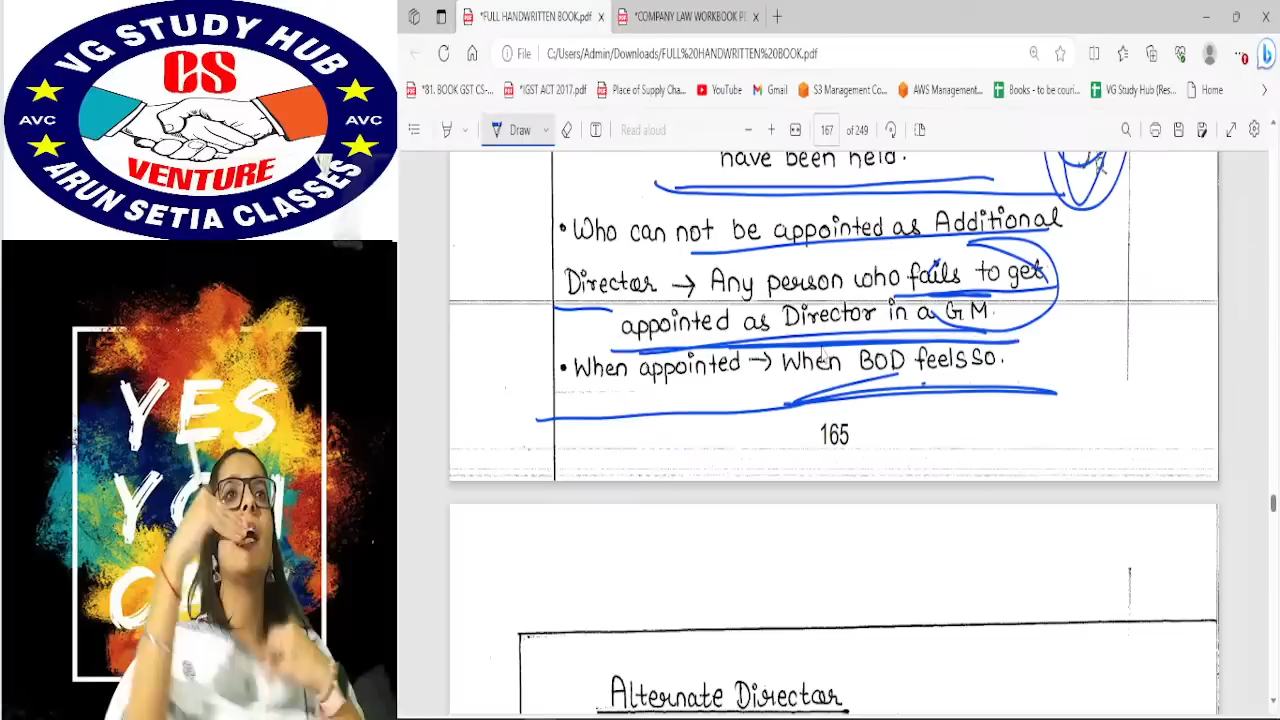 VG STUDY HUB
CS
AVC
AVC
VENTURE
ARUN SETIA CLASSES
YES
*FULL HANDWRITTEN BOOK.pdf
*COMPANY LAW WORKBOOK
File
C:/Users/Admin/Downloads/FULL%20HANDWRITTEN%20BOOK.pdf
*81. BOOK GST CS-...
*IGST ACT 2017.pdf
Place of Supply Cha...
YouTube
Gmail
S3 Management Co...
AWS Management...
Books - to be couri...
VG Study Hub (Res...
Home
Draw
Read aloud
167
of 249
have been held.
• Who can not be appointed as Additional
Director → Any person who fails to get
appointed as Director in a GM.
• When appointed → When BOD feels so.
165
Alternate Director